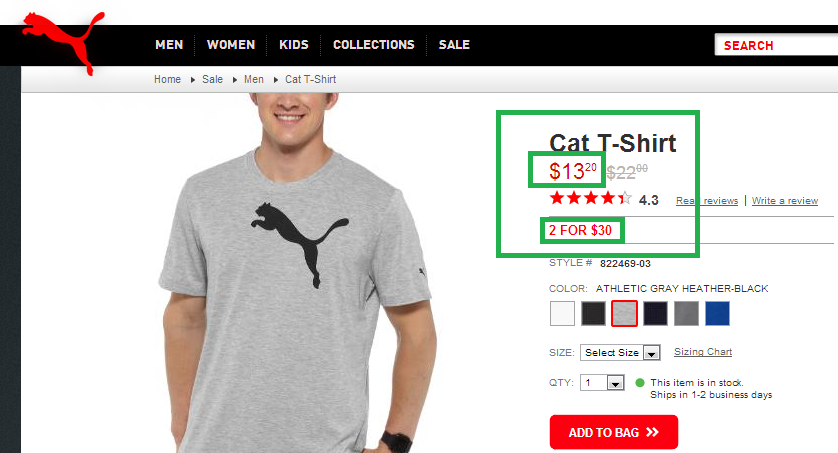 MEN WOMEN KIDS COLLECTIONS SALE SEARCH
Home Sale Men Cat T-Shirt
Cat T-Shirt
$13.20 $22.00
4.3 Read reviews | Write a review
2 FOR $30
STYLE # 822469-03
COLOR: ATHLETIC GRAY HEATHER-BLACK
SIZE: Select Size Sizing Chart
QTY: 1 This item is in stock.
Ships in 1-2 business days
ADD TO BAG »